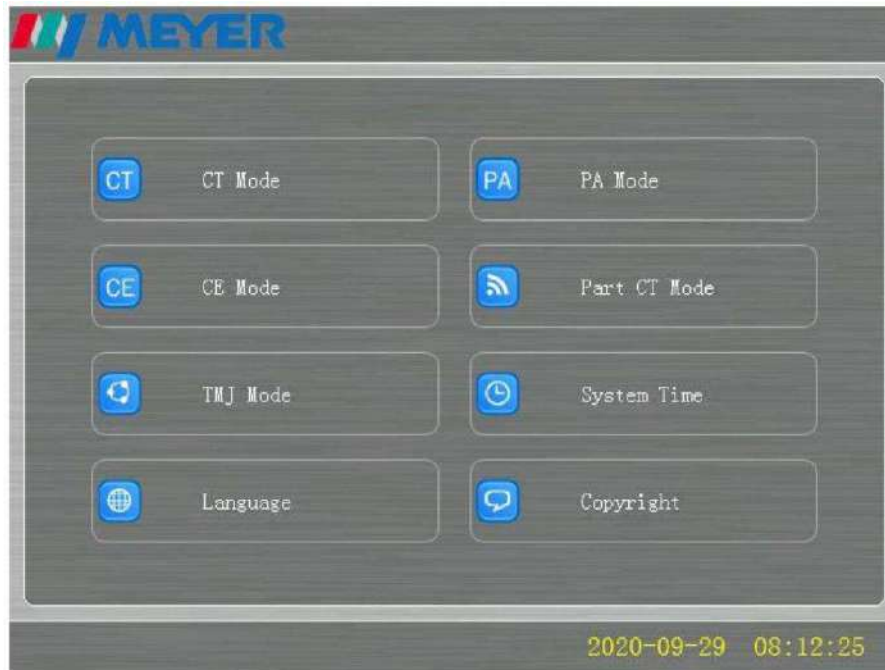 MEYER
CT CT Mode
PA PA Mode
CE CE Mode
Part CT Mode
TMJ Mode
System Time
Language
Copyright
2020-09-29 08:12:25